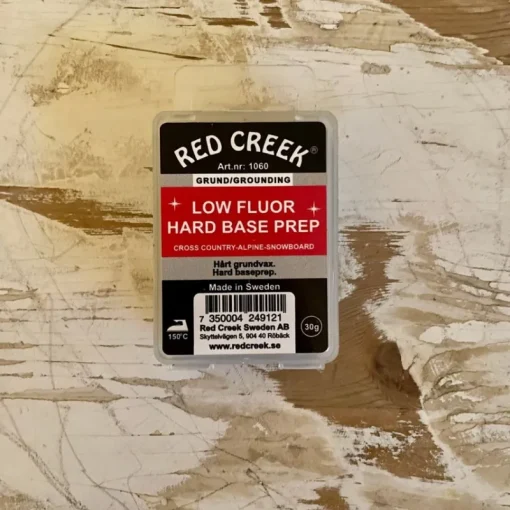 RED CREEK®
Art.nr: 1060
GRUND/GROUNDING
LOW FLUOR
HARD BASE PREP
CROSS COUNTRY-ALPINE-SNOWBOARD
Hårt grundvax.
Hard baseprep.
Made in Sweden
7 350004 249121
150°C
Red Creek Sweden AB
Skyttelvägen 5, 904 40 Röbäck
www.redcreek.se
30g